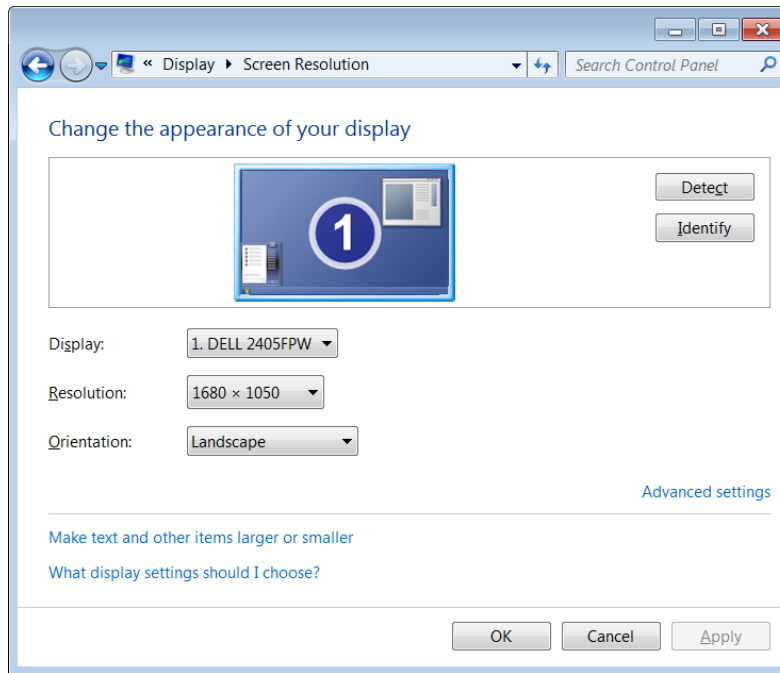 « Display ▸ Screen Resolution
Search Control Panel
Change the appearance of your display
1
Detect
Identify
Display: 1. DELL 2405FPW
Resolution: 1680 × 1050
Orientation: Landscape
Advanced settings
Make text and other items larger or smaller
What display settings should I choose?
OK Cancel Apply